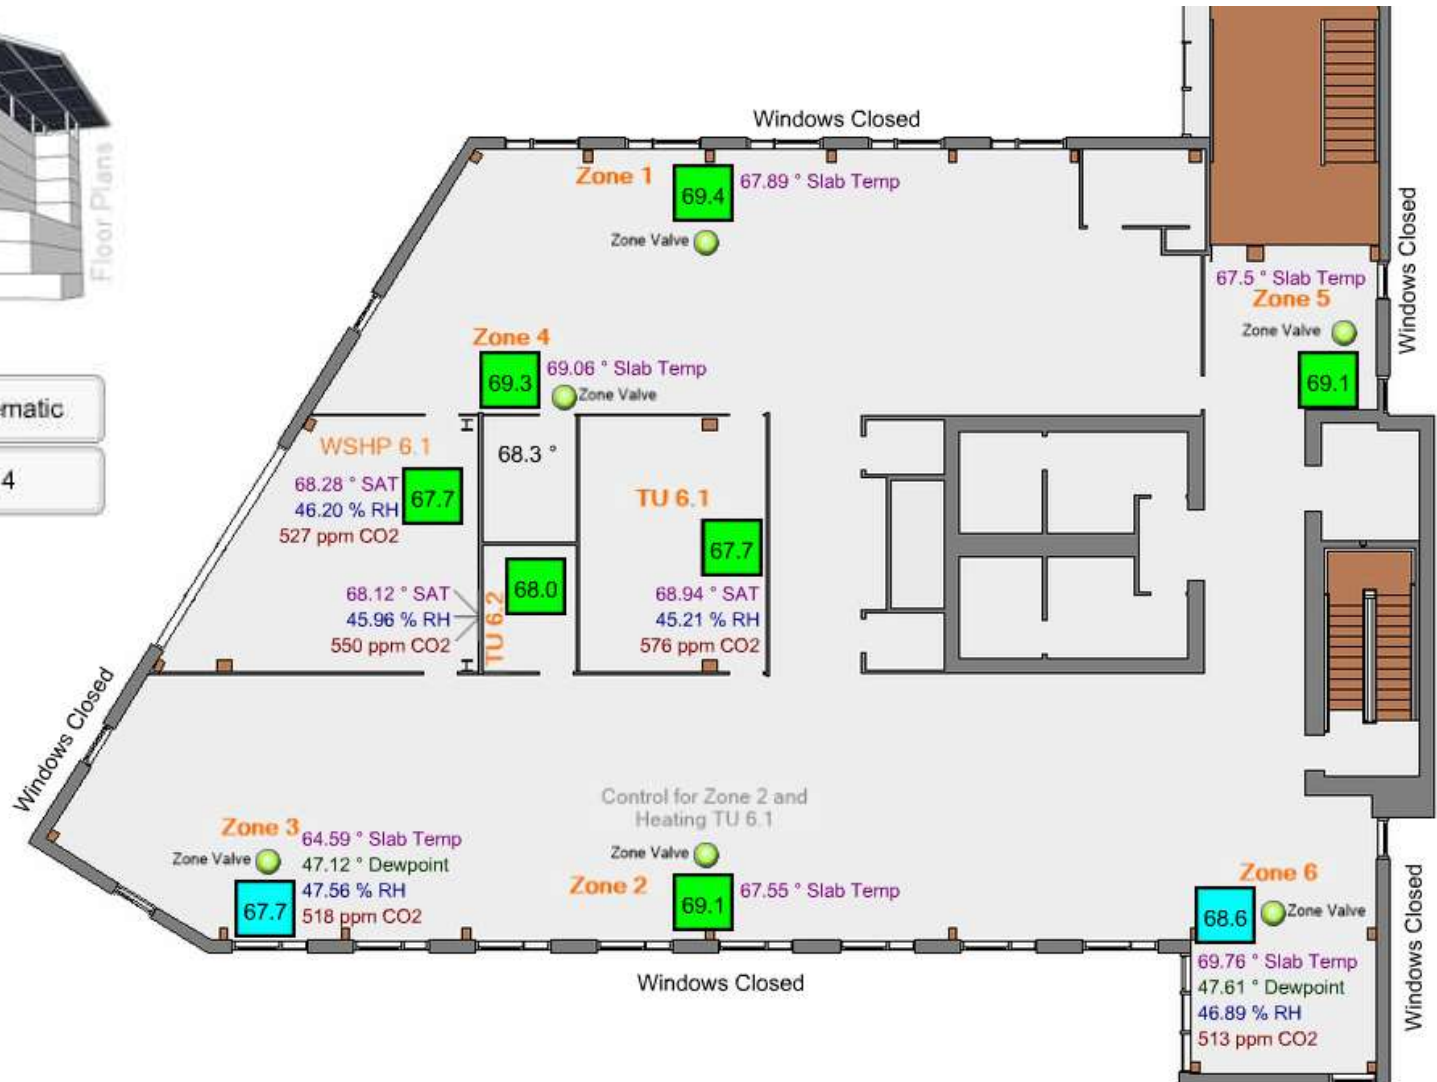 Floor Plans
ematic
4
Windows Closed
Zone 1
69.4
67.89 ° Slab Temp
Zone Valve
Windows Closed
67.5 ° Slab Temp
Zone 5
Zone Valve
69.1
Zone 4
69.3
69.06 ° Slab Temp
Zone Valve
WSHP 6.1
68.28 ° SAT
46.20 % RH
527 ppm CO2
67.7
68.3 °
TU 6.1
67.7
68.94 ° SAT
45.21 % RH
576 ppm CO2
68.12 ° SAT
45.96 % RH
550 ppm CO2
TU 6.2
68.0
H
H
Windows Closed
Zone 3
Zone Valve
67.7
64.59 ° Slab Temp
47.12 ° Dewpoint
47.56 % RH
518 ppm CO2
Control for Zone 2 and
Heating TU 6.1
Zone Valve
Zone 2
69.1
67.55 ° Slab Temp
Windows Closed
Zone 6
68.6
Zone Valve
69.76 ° Slab Temp
47.61 ° Dewpoint
46.89 % RH
513 ppm CO2
Windows Closed